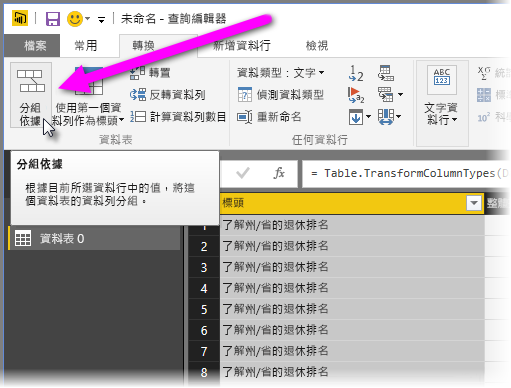 未命名 - 查詢編輯器
檔案 常用 轉換 新增資料行 檢視
分組依據
使用第一個資料列作為標頭
轉置
反轉資料列
計算資料列數目
資料表
資料類型：文字
偵測資料類型
重新命名
任何資料行
ABC
123
文字資料行
XΣ
10²
分組依據
根據目前所選資料行中的值，將這
個資料表的資料列分組。
fx
= Table.TransformColumnTypes(D
資料表 0
標頭
1 了解州/省的退休排名
2 了解州/省的退休排名
3 了解州/省的退休排名
4 了解州/省的退休排名
5 了解州/省的退休排名
6 了解州/省的退休排名
7 了解州/省的退休排名
8 了解州/省的退休排名